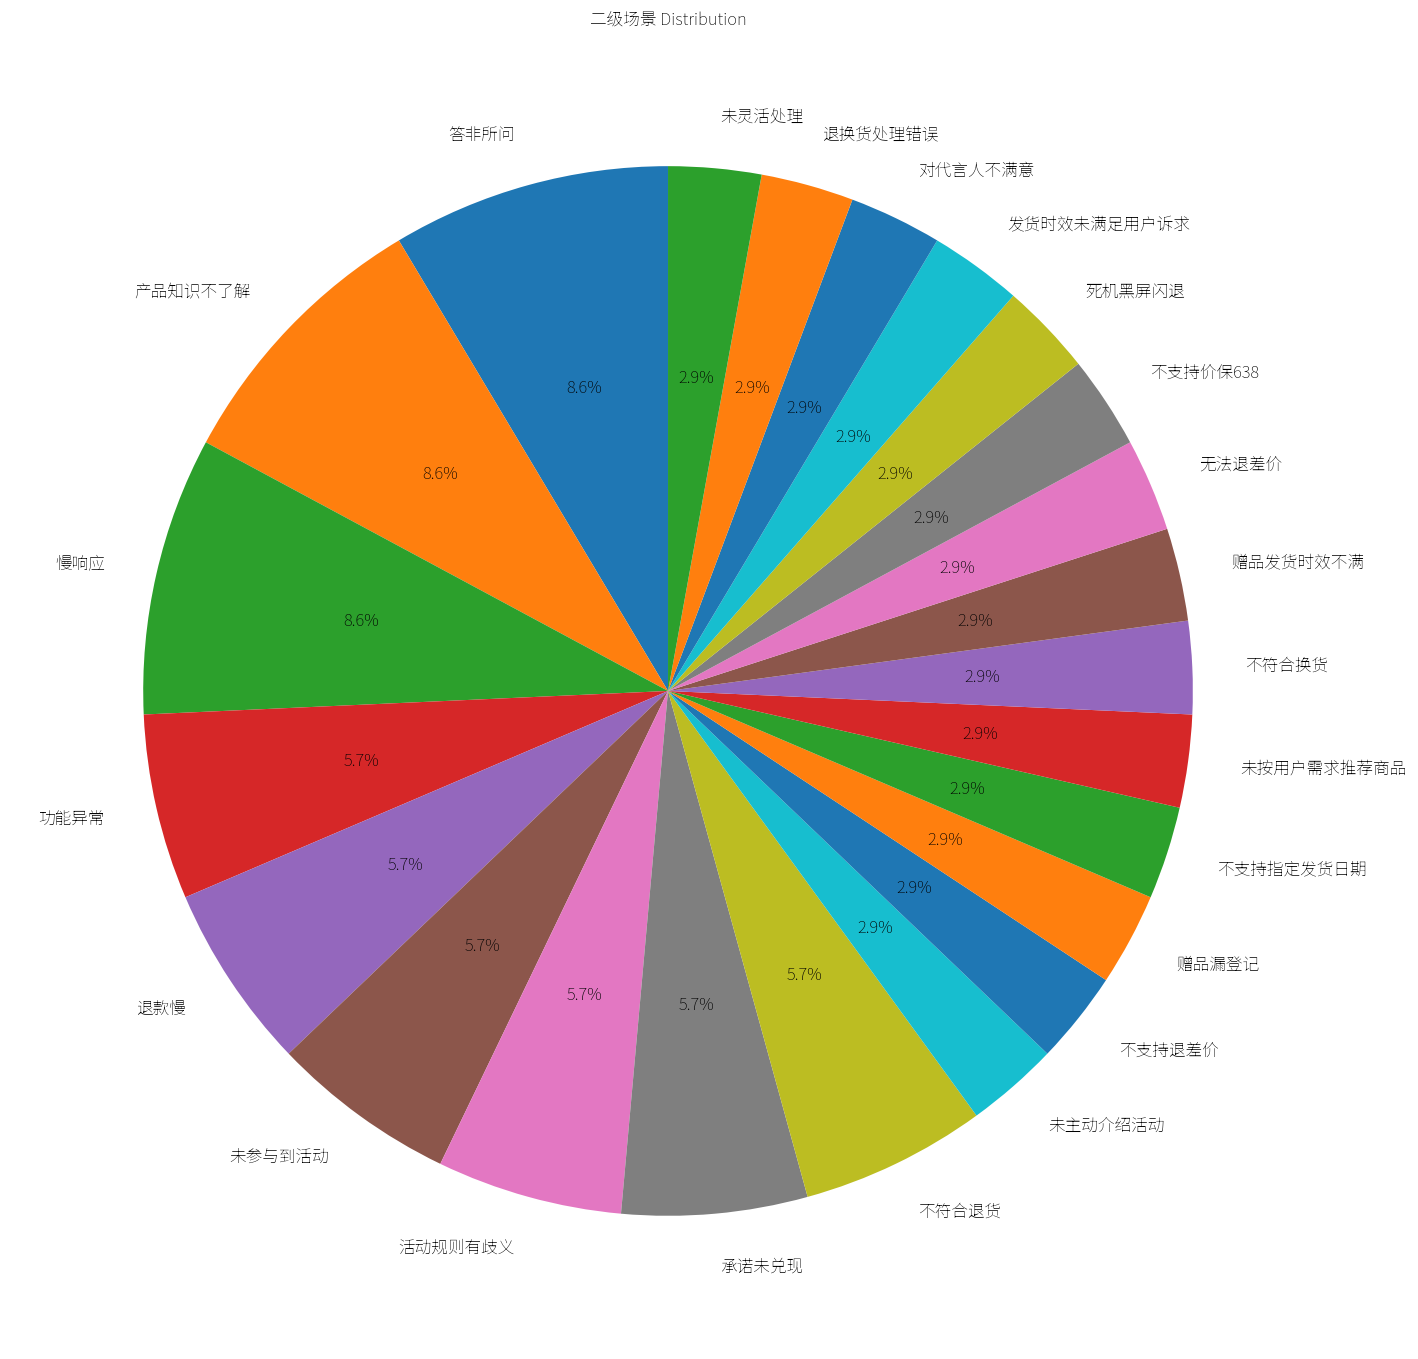 二级场景 Distribution
答非所问
8.6%
产品知识不了解
8.6%
慢响应
8.6%
功能异常
5.7%
退款慢
5.7%
未参与到活动
5.7%
活动规则有歧义
5.7%
承诺未兑现
5.7%
不符合退货
5.7%
未主动介绍活动
2.9%
不支持退差价
2.9%
赠品漏登记
2.9%
不支持指定发货日期
2.9%
未按用户需求推荐商品
2.9%
不符合换货
2.9%
赠品发货时效不满
2.9%
无法退差价
2.9%
不支持价保638
2.9%
死机黑屏闪退
2.9%
发货时效未满足用户诉求
2.9%
对代言人不满意
2.9%
退换货处理错误
2.9%
未灵活处理
2.9%